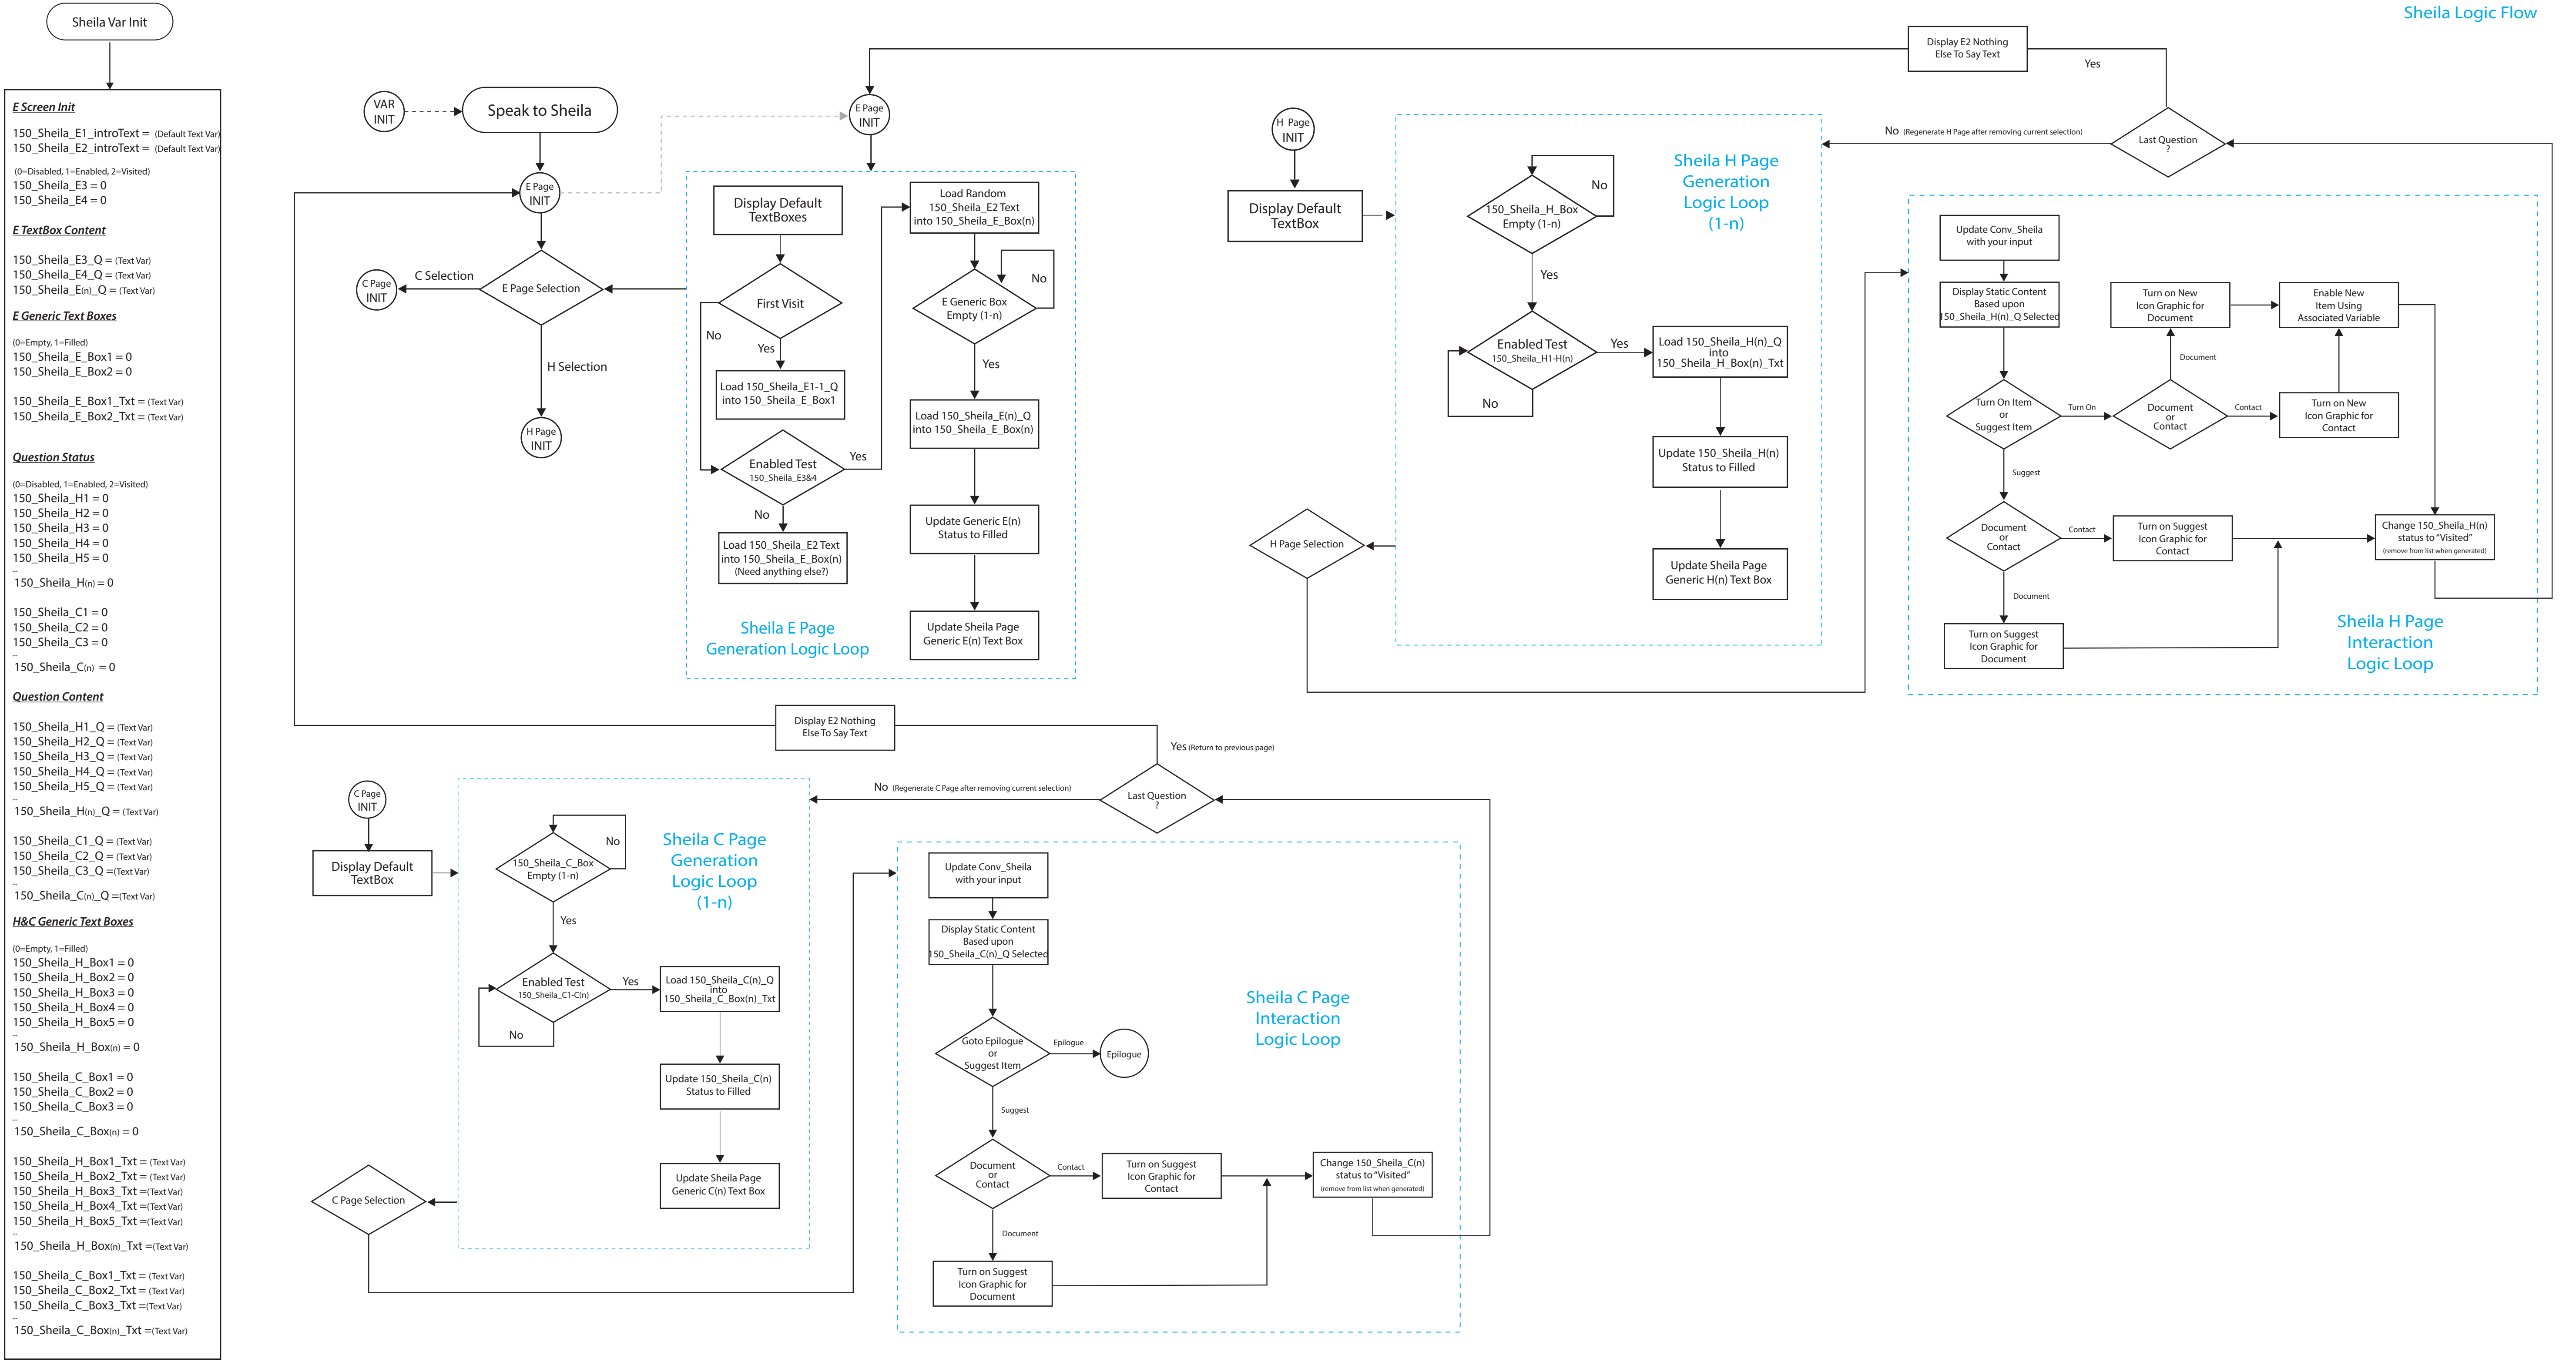 Sheila Logic Flow
Sheila Var Init
E Screen Init
150_Sheila_E1_introText = (Default Text Var)
150_Sheila_E2_introText = (Default Text Var)
(0=Disabled, 1=Enabled, 2=Visited)
150_Sheila_E3 = 0
150_Sheila_E4 = 0
E TextBox Content
150_Sheila_E3_Q = (Text Var)
150_Sheila_E4_Q = (Text Var)
150_Sheila_E(n)_Q = (Text Var)
E Generic Text Boxes
(0=Empty, 1=Filled)
150_Sheila_E_Box1 = 0
150_Sheila_E_Box2 = 0
150_Sheila_E_Box1_Txt = (Text Var)
150_Sheila_E_Box2_Txt = (Text Var)
Question Status
(0=Disabled, 1=Enabled, 2=Visited)
150_Sheila_H1 = 0
150_Sheila_H2 = 0
150_Sheila_H3 = 0
150_Sheila_H4 = 0
150_Sheila_H5 = 0
...
150_Sheila_H(n) = 0
150_Sheila_C1 = 0
150_Sheila_C2 = 0
150_Sheila_C3 = 0
...
150_Sheila_C(n) = 0
Question Content
150_Sheila_H1_Q = (Text Var)
150_Sheila_H2_Q = (Text Var)
150_Sheila_H3_Q = (Text Var)
150_Sheila_H4_Q = (Text Var)
150_Sheila_H5_Q = (Text Var)
...
150_Sheila_H(n)_Q = (Text Var)
150_Sheila_C1_Q = (Text Var)
150_Sheila_C2_Q = (Text Var)
150_Sheila_C3_Q =(Text Var)
...
150_Sheila_C(n)_Q =(Text Var)
H&C Generic Text Boxes
(0=Empty, 1=Filled)
150_Sheila_H_Box1 = 0
150_Sheila_H_Box2 = 0
150_Sheila_H_Box3 = 0
150_Sheila_H_Box4 = 0
150_Sheila_H_Box5 = 0
...
150_Sheila_H_Box(n) = 0
150_Sheila_C_Box1 = 0
150_Sheila_C_Box2 = 0
150_Sheila_C_Box3 = 0
...
150_Sheila_C_Box(n) = 0
150_Sheila_H_Box1_Txt = (Text Var)
150_Sheila_H_Box2_Txt = (Text Var)
150_Sheila_H_Box3_Txt =(Text Var)
150_Sheila_H_Box4_Txt =(Text Var)
150_Sheila_H_Box5_Txt =(Text Var)
...
150_Sheila_H_Box(n)_Txt =(Text Var)
150_Sheila_C_Box1_Txt = (Text Var)
150_Sheila_C_Box2_Txt = (Text Var)
150_Sheila_C_Box3_Txt =(Text Var)
...
150_Sheila_C_Box(n)_Txt =(Text Var)
VAR
INIT
Speak to Sheila
E Page
INIT
E Page Selection
C Selection
C Page
INIT
H Selection
H Page
INIT
E Page
INIT
Display Default
TextBoxes
First Visit
No
Yes
Load 150_Sheila_E1-1_Q
into 150_Sheila_E_Box1
Enabled Test
150_Sheila_E3&4
Yes
No
Load 150_Sheila_E2 Text
into 150_Sheila_E_Box(n)
(Need anything else?)
Load Random
150_Sheila_E2 Text
into 150_Sheila_E_Box(n)
E Generic Box
Empty (1-n)
No
Yes
Load 150_Sheila_E(n)_Q
into 150_Sheila_E_Box(n)
Update Generic E(n)
Status to Filled
Update Sheila Page
Generic E(n) Text Box
Sheila E Page
Generation Logic Loop
H Page
INIT
Display Default
TextBox
Sheila H Page
Generation
Logic Loop
(1-n)
150_Sheila_H_Box
Empty (1-n)
No
Yes
Enabled Test
150_Sheila_H1-H(n)
No
Yes
Load 150_Sheila_H(n)_Q
into
150_Sheila_H_Box(n)_Txt
Update 150_Sheila_H(n)
Status to Filled
Update Sheila Page
Generic H(n) Text Box
H Page Selection
Display E2 Nothing
Else To Say Text
Yes
Last Question
?
No (Regenerate H Page after removing current selection)
Update Conv_Sheila
with your input
Display Static Content
Based upon
150_Sheila_H(n)_Q Selected
Turn On Item
or
Suggest Item
Turn On
Document
or
Contact
Document
Turn on New
Icon Graphic for
Document
Enable New
Item Using
Associated Variable
Contact
Turn on New
Icon Graphic for
Contact
Suggest
Document
or
Contact
Contact
Turn on Suggest
Icon Graphic for
Contact
Change 150_Sheila_H(n)
status to “Visited”
(remove from list when generated)
Document
Turn on Suggest
Icon Graphic for
Document
Sheila H Page
Interaction
Logic Loop
Display E2 Nothing
Else To Say Text
Yes (Return to previous page)
Last Question
?
No (Regenerate C Page after removing current selection)
C Page
INIT
Display Default
TextBox
Sheila C Page
Generation
Logic Loop
(1-n)
150_Sheila_C_Box
Empty (1-n)
No
Yes
Enabled Test
150_Sheila_C1-C(n)
No
Yes
Load 150_Sheila_C(n)_Q
into
150_Sheila_C_Box(n)_Txt
Update 150_Sheila_C(n)
Status to Filled
Update Sheila Page
Generic C(n) Text Box
C Page Selection
Update Conv_Sheila
with your input
Display Static Content
Based upon
150_Sheila_C(n)_Q Selected
Goto Epilogue
or
Suggest Item
Epilogue
Epilogue
Suggest
Document
or
Contact
Contact
Turn on Suggest
Icon Graphic for
Contact
Change 150_Sheila_C(n)
status to “Visited”
(remove from list when generated)
Document
Turn on Suggest
Icon Graphic for
Document
Sheila C Page
Interaction
Logic Loop